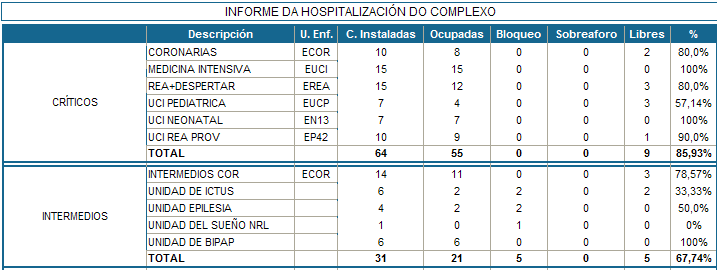 INFORME DA HOSPITALIZACIÓN DO COMPLEXO
Descripción U. Enf. C. Instaladas Ocupadas Bloqueo Sobreaforo Libres %
CRÍTICOS
CORONARIAS ECOR 10 8 0 0 2 80,0%
MEDICINA INTENSIVA EUCI 15 15 0 0 100%
REA+DESPERTAR EREA 15 12 0 0 3 80,0%
UCI PEDIATRICA EUCP 7 4 0 0 3 57,14%
UCI NEONATAL EN13 7 7 0 0 100%
UCI REA PROV EP42 10 9 0 0 1 90,0%
TOTAL 64 55 0 0 9 85,93%
INTERMEDIOS
INTERMEDIOS COR ECOR 14 11 0 0 3 78,57%
UNIDAD DE ICTUS 6 2 2 0 2 33,33%
UNIDAD EPILESIA 4 2 2 0 0 50,0%
UNIDAD DEL SUEÑO NRL 1 0 1 0 0 0%
UNIDAD DE BIPAP 6 6 0 0 100%
TOTAL 31 21 5 0 5 67,74%